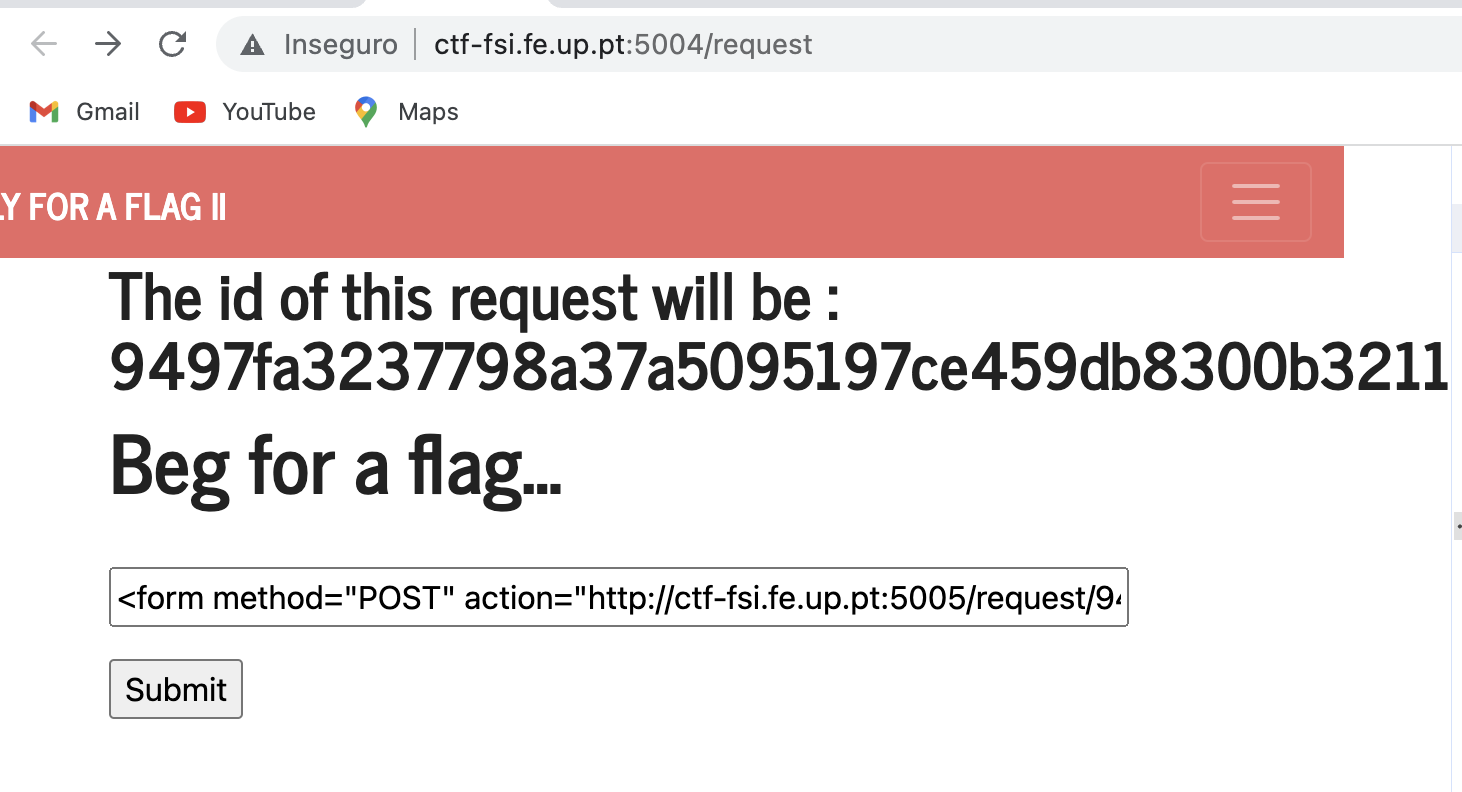 Inseguro ctf-fsi.fe.up.pt:5004/request
Gmail YouTube Maps
LY FOR A FLAG II
The id of this request will be :
9497fa3237798a37a5095197ce459db8300b3211
Beg for a flag...
<form method="POST" action="http://ctf-fsi.fe.up.pt:5005/request/94
Submit